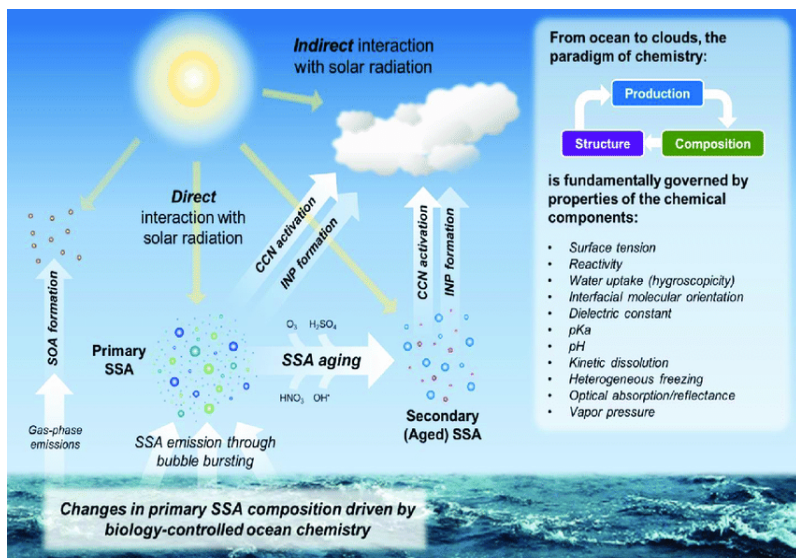 Indirect interaction
with solar radiation
Direct
interaction with
solar radiation
CCN activation
INP formation
CCN activation
INP formation
SOA formation
Primary
SSA
O₃ H₂SO₄
SSA aging
HNO₃ OH•
Secondary
(Aged) SSA
Gas-phase
emissions
SSA emission through
bubble bursting
Changes in primary SSA composition driven by
biology-controlled ocean chemistry
From ocean to clouds, the
paradigm of chemistry:
Production
Structure
Composition
is fundamentally governed by
properties of the chemical
components:
• Surface tension
• Reactivity
• Water uptake (hygroscopicity)
• Interfacial molecular orientation
• Dielectric constant
• pKa
• pH
• Kinetic dissolution
• Heterogeneous freezing
• Optical absorption/reflectance
• Vapor pressure